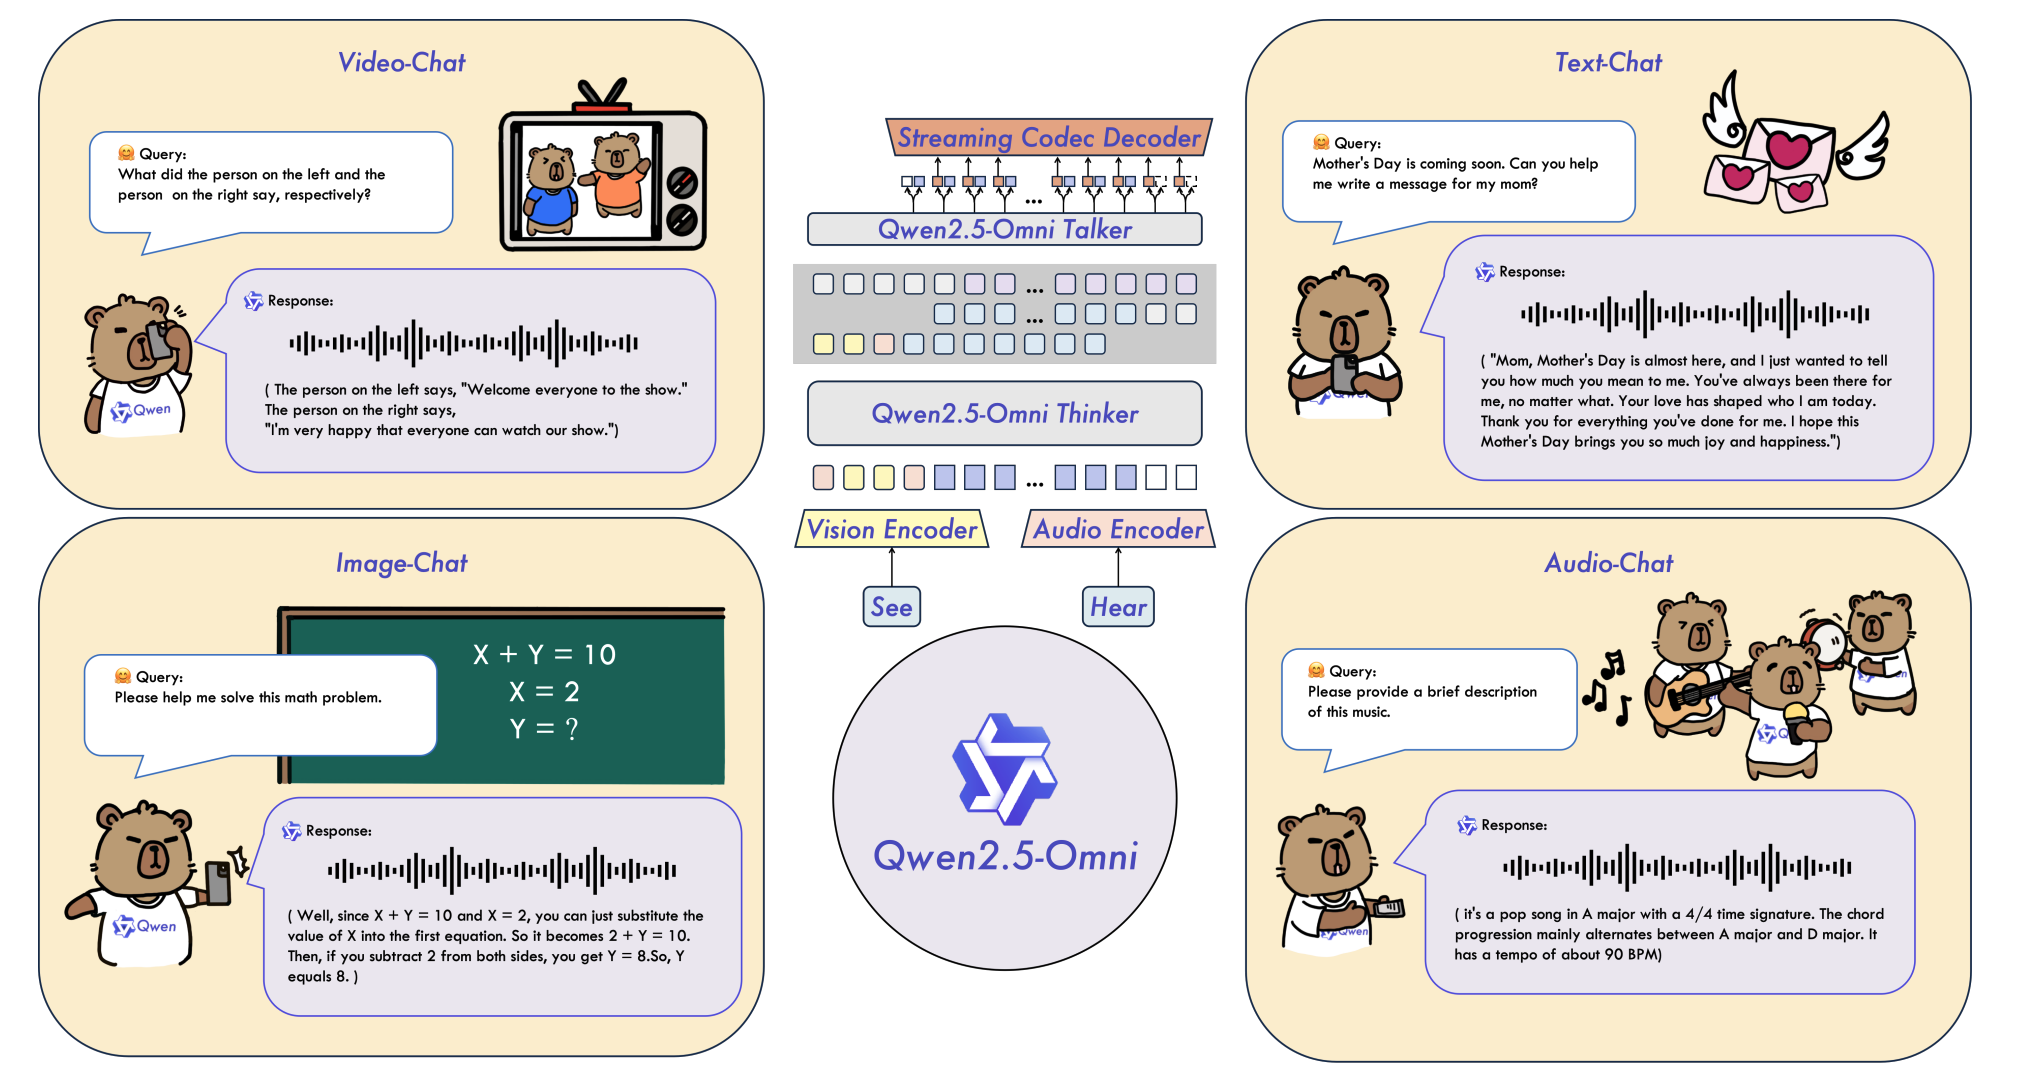 Video-Chat
Query:
What did the person on the left and the
person on the right say, respectively?
Response:
( The person on the left says, "Welcome everyone to the show."
The person on the right says,
"I'm very happy that everyone can watch our show.")
Qwen
Image-Chat
X + Y = 10
X = 2
Y = ?
Query:
Please help me solve this math problem.
Response:
( Well, since X + Y = 10 and X = 2, you can just substitute the
value of X into the first equation. So it becomes 2 + Y = 10.
Then, if you subtract 2 from both sides, you get Y = 8.So, Y
equals 8. )
Qwen
Streaming Codec Decoder
...
Qwen2.5-Omni Talker
...
...
Qwen2.5-Omni Thinker
...
Vision Encoder
Audio Encoder
See
Hear
Qwen2.5-Omni
Text-Chat
Query:
Mother's Day is coming soon. Can you help
me write a message for my mom?
Response:
( "Mom, Mother's Day is almost here, and I just wanted to tell
you how much you mean to me. You've always been there for
me, no matter what. Your love has shaped who I am today.
Thank you for everything you've done for me. I hope this
Mother's Day brings you so much joy and happiness.")
Qwen
Audio-Chat
Query:
Please provide a brief description
of this music.
Qwen
Response:
( it's a pop song in A major with a 4/4 time signature. The chord
progression mainly alternates between A major and D major. It
has a tempo of about 90 BPM)
Qwen